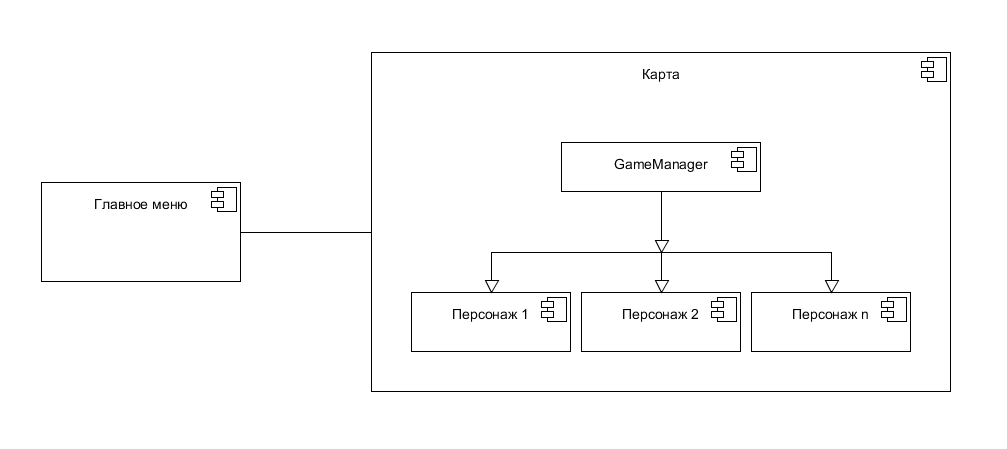 Карта
GameManager
Главное меню
Персонаж 1
Персонаж 2
Персонаж n